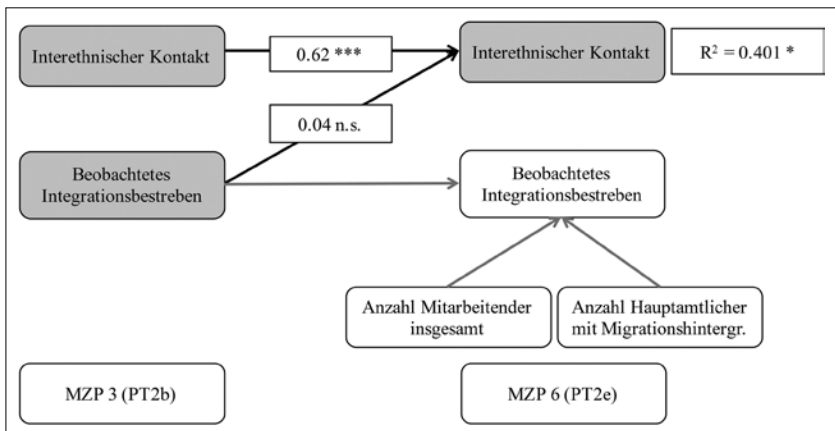 Interethnischer Kontakt
0.62 ***
Interethnischer Kontakt
R² = 0.401 *
0.04 n.s.
Beobachtetes
Integrationsbestreben
Beobachtetes
Integrationsbestreben
Anzahl Mitarbeitender
insgesamt
Anzahl Hauptamtlicher
mit Migrationshintergr.
MZP 3 (PT2b)
MZP 6 (PT2e)